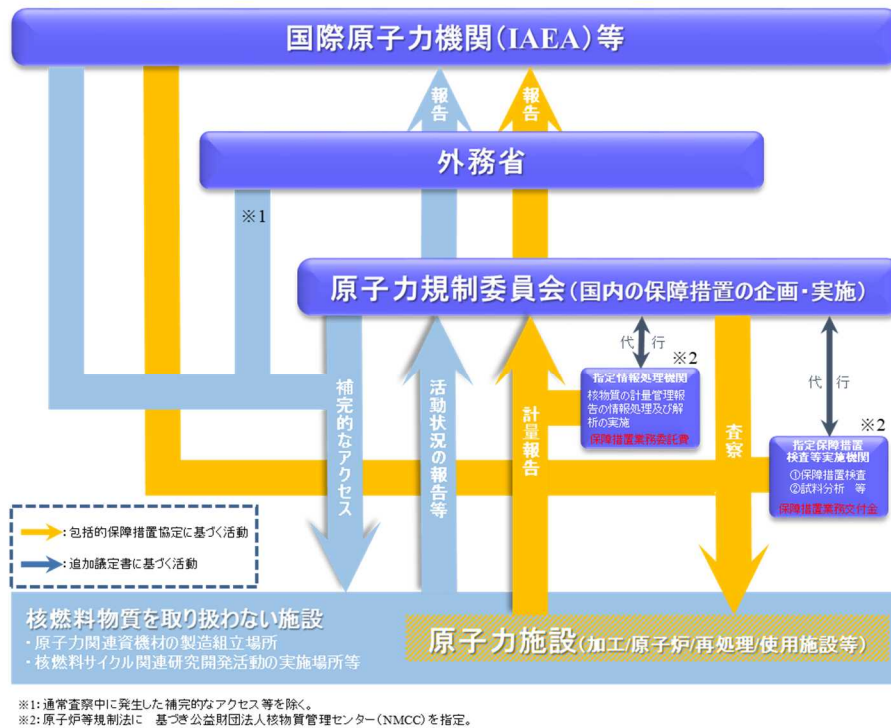 国際原子力機関(IAEA)等
報告
報告
外務省
※1
原子力規制委員会(国内の保障措置の企画・実施)
代 行
※2
指定情報処理機関
核物質の計量管理報
告の情報処理及び解
析の実施
保障措置業務委託費
代 行
※2
指定保障措置
検査等実施機関
①保障措置検査
②試料分析 等
保障措置業務交付金
補完的なアクセス
活動状況の報告等
計量報告
査察
:包括的保障措置協定に基づく活動
:追加議定書に基づく活動
核燃料物質を取り扱わない施設
・原子力関連資機材の製造組立場所
・核燃料サイクル関連研究開発活動の実施場所等
原子力施設(加工/原子炉/再処理/使用施設等)
※1:通常査察中に発生した補完的なアクセス等を除く。
※2:原子炉等規制法に 基づき公益財団法人核物質管理センター(NMCC)を指定。